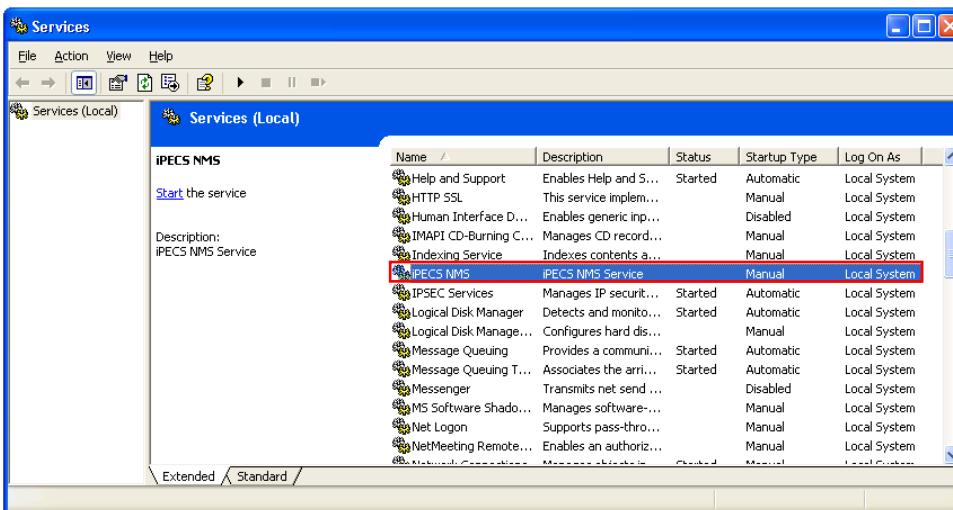 Services
File Action View Help
Services (Local)
Services (Local)
iPECS NMS
Start the service
Description:
iPECS NMS Service
Name Description Status Startup Type Log On As
Help and Support Enables Help and S... Started Automatic Local System
HTTP SSL This service implem... Manual Local System
Human Interface D... Enables generic inp... Disabled Local System
IMAPI CD-Burning C... Manages CD record... Manual Local System
Indexing Service Indexes contents a... Manual Local System
iPECS NMS iPECS NMS Service Manual Local System
IPSEC Services Manages IP securit... Started Automatic Local System
Logical Disk Manager Detects and monito... Started Automatic Local System
Logical Disk Manage... Configures hard dis... Manual Local System
Message Queuing Provides a communi... Started Automatic Local System
Message Queuing T... Associates the arri... Started Automatic Local System
Messenger Transmits net send ... Disabled Local System
MS Software Shado... Manages software-... Manual Local System
Net Logon Supports pass-thro... Manual Local System
NetMeeting Remote... Enables an authoriz... Manual Local System
Extended Standard